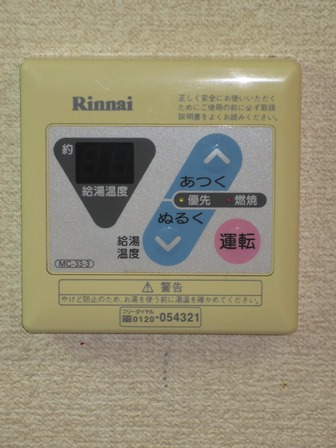 Rinnai
正しく安全にお使いいただく
ためにご使用の前に必ず取扱
説明書をよくお読みください。
約
給湯温度
あつく
優先 燃焼
ぬるく
給湯
温度
運転
MC-33-3
⚠ 警告
やけど防止のため、お湯を使う前に湯温を確かめてください。
フリーダイヤル
0120-054321